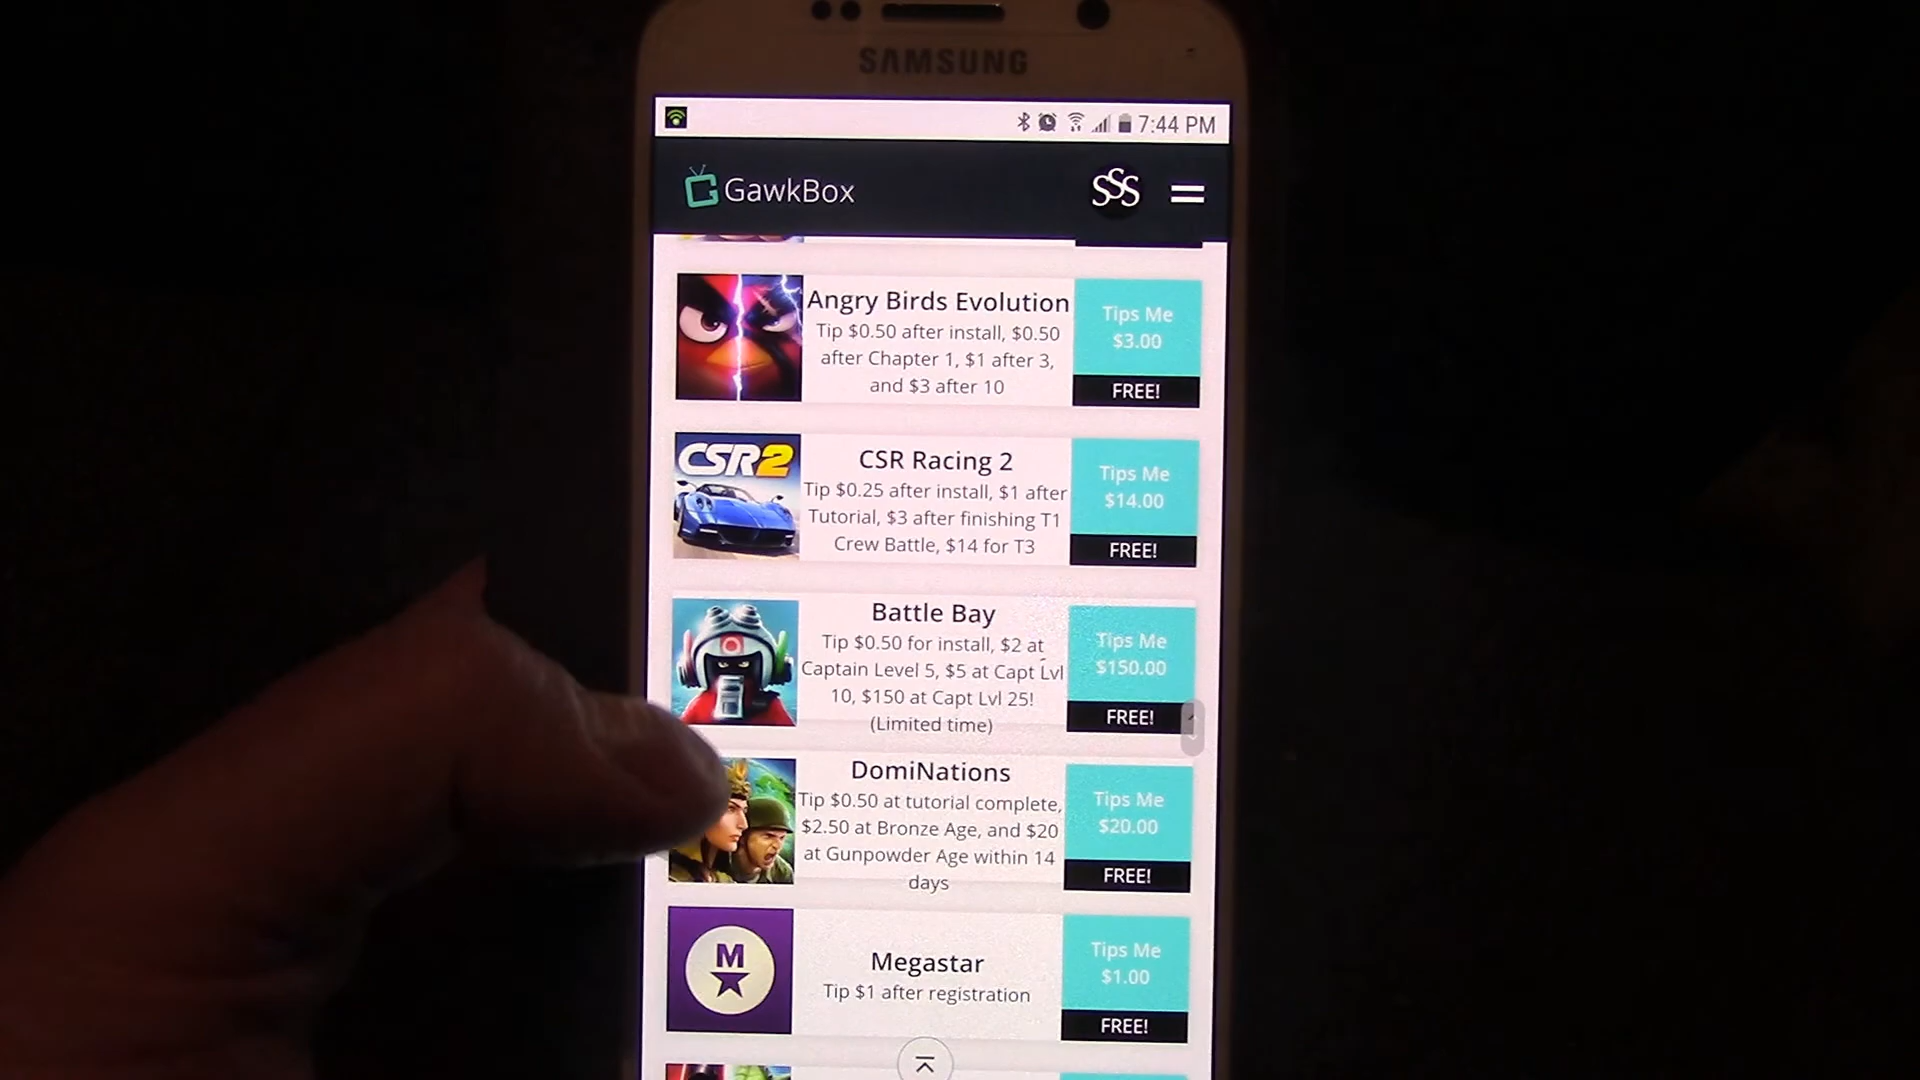 SAMSUNG
7:44 PM
GawkBox
SSS
Angry Birds Evolution
Tip $0.50 after install, $0.50
after Chapter 1, $1 after 3,
and $3 after 10
Tips Me
$3.00
FREE!
CSR2
CSR Racing 2
Tip $0.25 after install, $1 after
Tutorial, $3 after finishing T1
Crew Battle, $14 for T3
Tips Me
$14.00
FREE!
Battle Bay
Tip $0.50 for install, $2 at
Captain Level 5, $5 at Capt Lvl
10, $150 at Capt Lvl 25!
(Limited time)
Tips Me
$150.00
FREE!
DomiNations
Tip $0.50 at tutorial complete,
$2.50 at Bronze Age, and $20
at Gunpowder Age within 14
days
Tips Me
$20.00
FREE!
M
Megastar
Tip $1 after registration
Tips Me
$1.00
FREE!